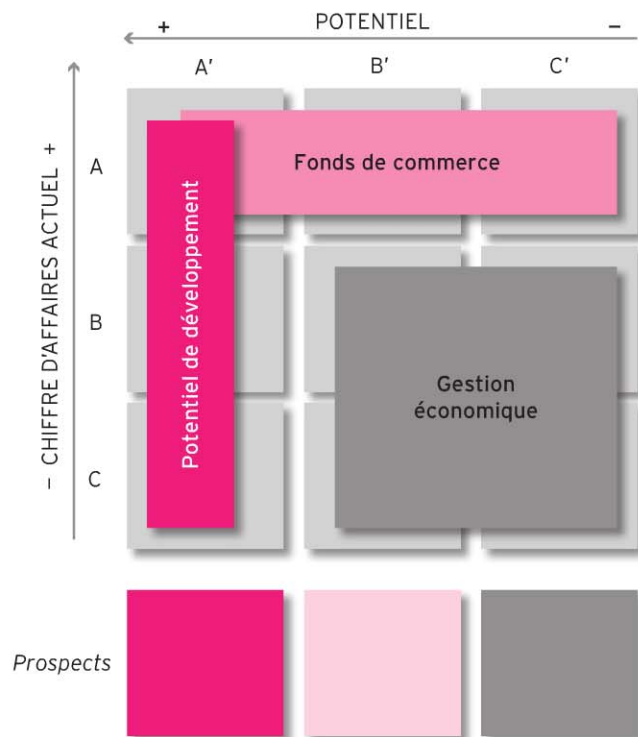 POTENTIEL
+ −
A' B' C'
− CHIFFRE D'AFFAIRES ACTUEL +
A
Fonds de commerce
Potentiel de développement
B
Gestion
économique
C
Prospects